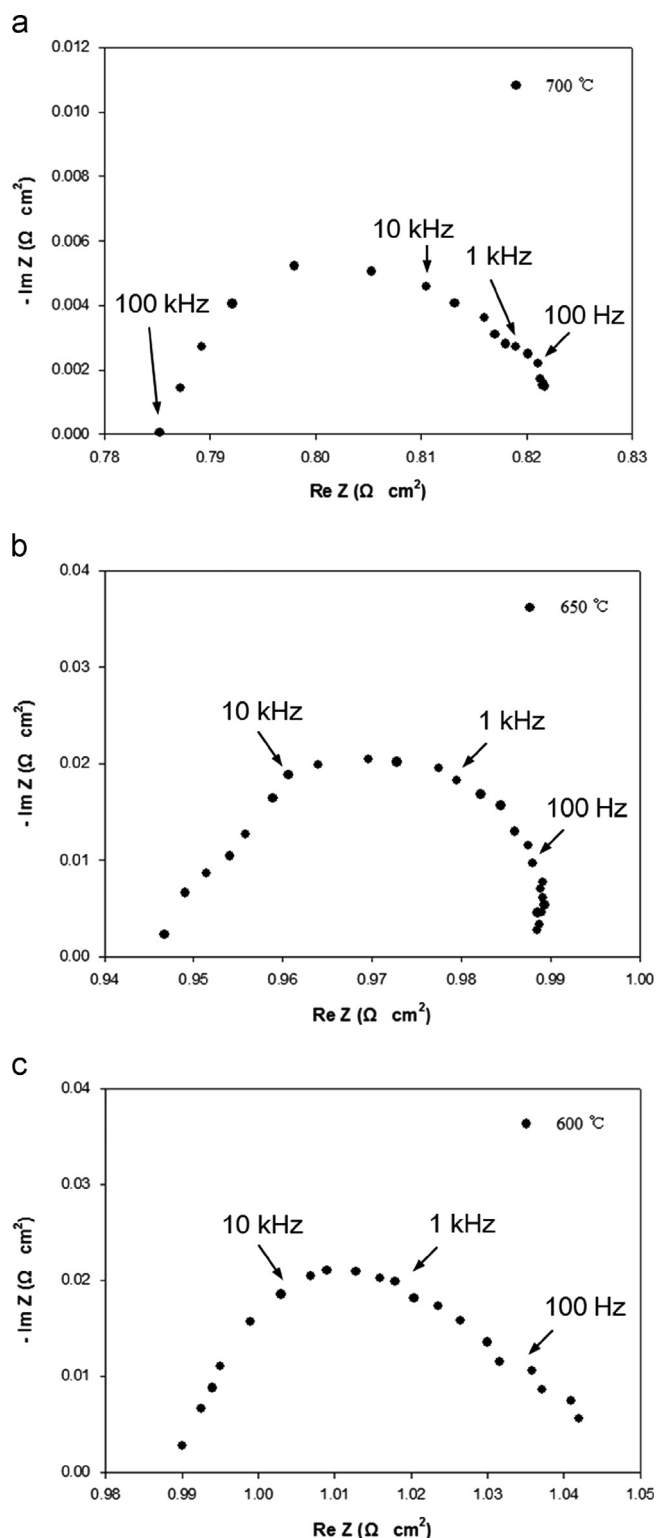 a
0.012
700 °C
0.010
0.008
- Im Z (Ω cm²)
10 kHz
0.006
1 kHz
100 kHz
0.004
100 Hz
0.002
0.000
0.78 0.79 0.80 0.81 0.82 0.83
Re Z (Ω cm²)
b
0.04
650 °C
0.03
- Im Z (Ω cm²)
10 kHz
1 kHz
0.02
100 Hz
0.01
0.00
0.94 0.95 0.96 0.97 0.98 0.99 1.00
Re Z (Ω cm²)
c
0.04
600 °C
0.03
- Im Z (Ω cm²)
10 kHz
1 kHz
0.02
100 Hz
0.01
0.00
0.98 0.99 1.00 1.01 1.02 1.03 1.04 1.05
Re Z (Ω cm²)